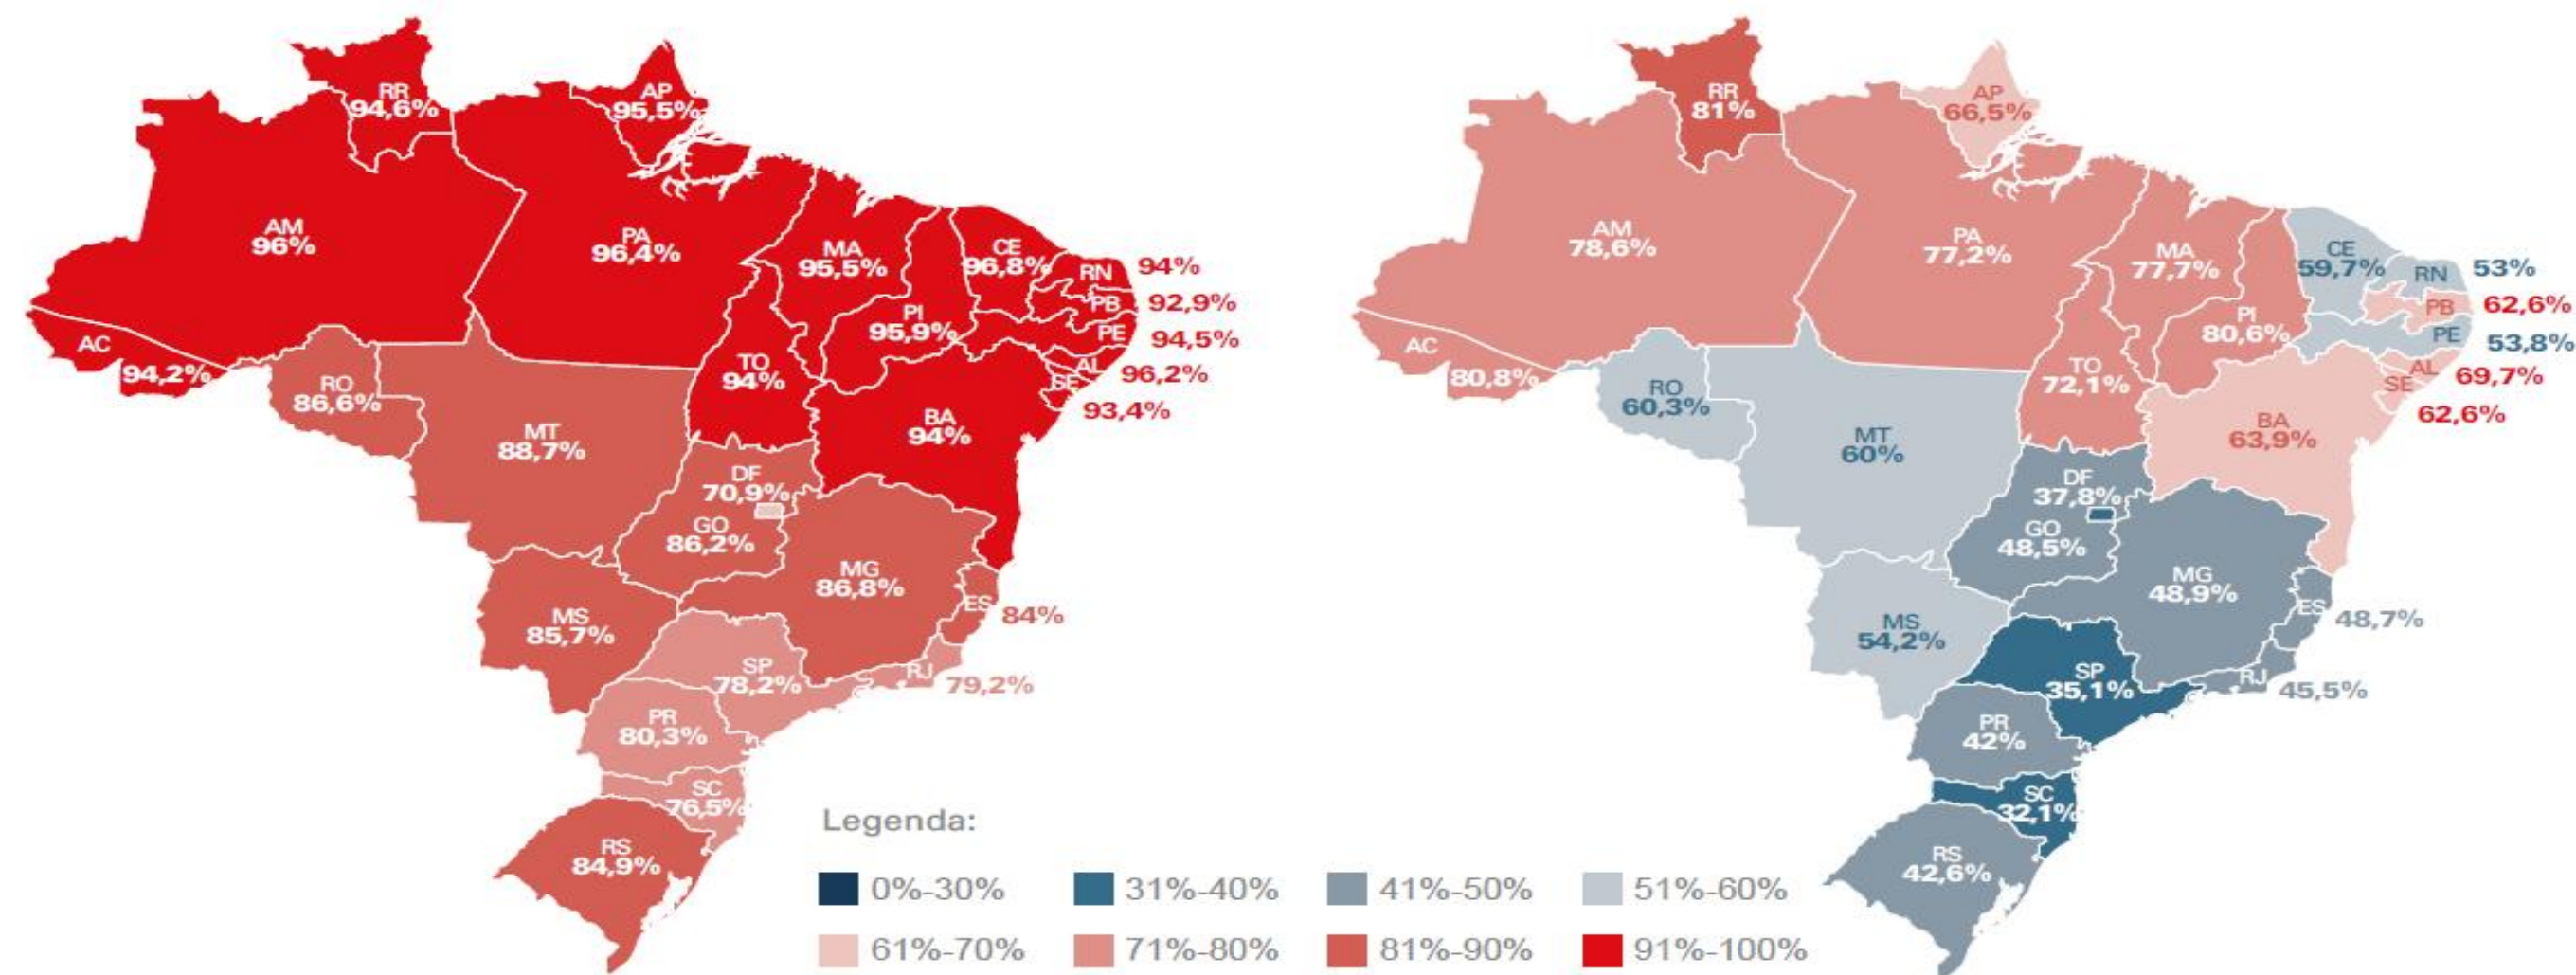 RR
94,6%
AP
95,5%
AM
96%
PA
96,4%
MA
95,5%
CE
96,8%
RN 94%
PB 92,9%
PE 94,5%
PI
95,9%
AL 96,2%
SE 93,4%
AC
94,2%
TO
94%
RO
86,6%
BA
94%
MT
88,7%
DF
70,9%
GO
86,2%
MG
86,8%
ES 84%
MS
85,7%
SP
78,2%
RJ 79,2%
PR
80,3%
SC
76,5%
RS
84,9%
RR
81%
AP
66,5%
AM
78,6%
PA
77,2%
MA
77,7%
CE
59,7%
RN 53%
PB 62,6%
PE 53,8%
PI
80,6%
AL 69,7%
SE 62,6%
AC
80,8%
TO
72,1%
RO
60,3%
BA
63,9%
MT
60%
DF
37,8%
GO
48,5%
MG
48,9%
ES 48,7%
MS
54,2%
SP
35,1%
RJ 45,5%
PR
42%
SC
32,1%
RS
42,6%
Legenda:
0%-30% 31%-40% 41%-50% 51%-60%
61%-70% 71%-80% 81%-90% 91%-100%